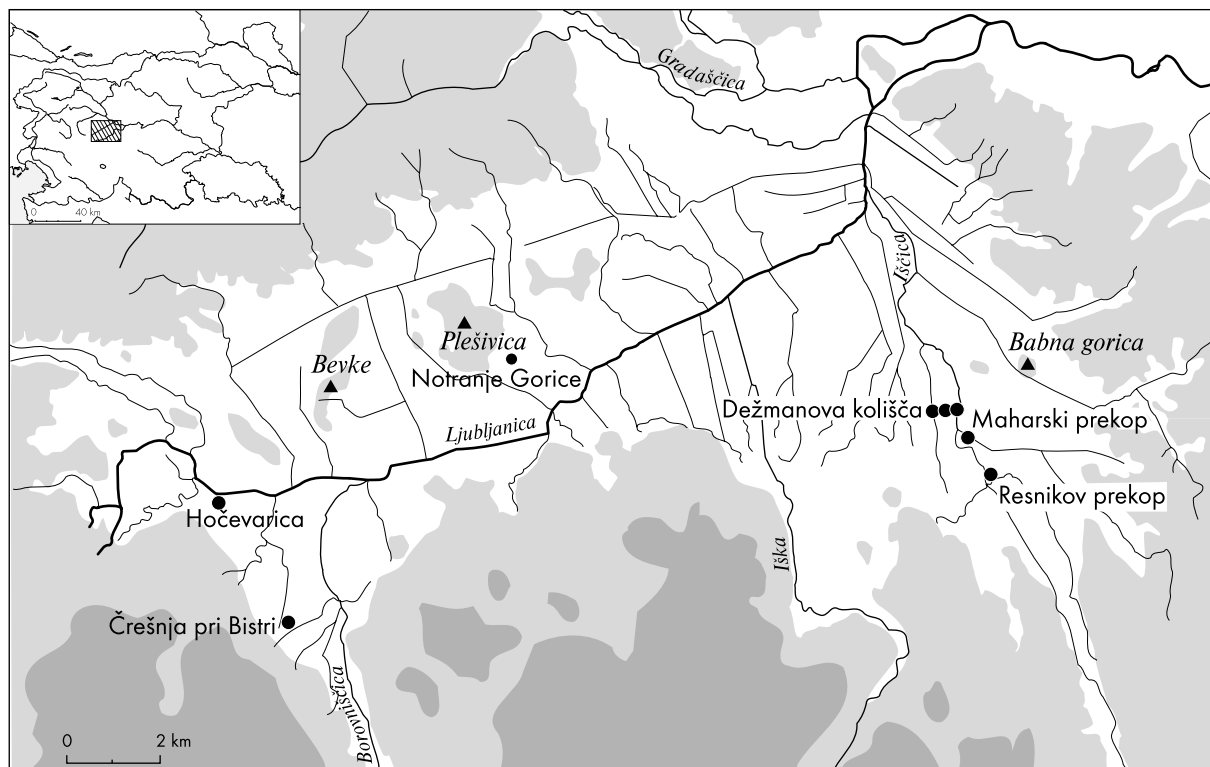 Gradaščica
0 40 km
Iščica
Plešivica
Babna gorica
Bevke
Notranje Gorice
Dežmanova kolišča
Maharski prekop
Ljubljanica
Resnikov prekop
Hočevarica
Iška
Črešnja pri Bistri
Borovniščica
0 2 km